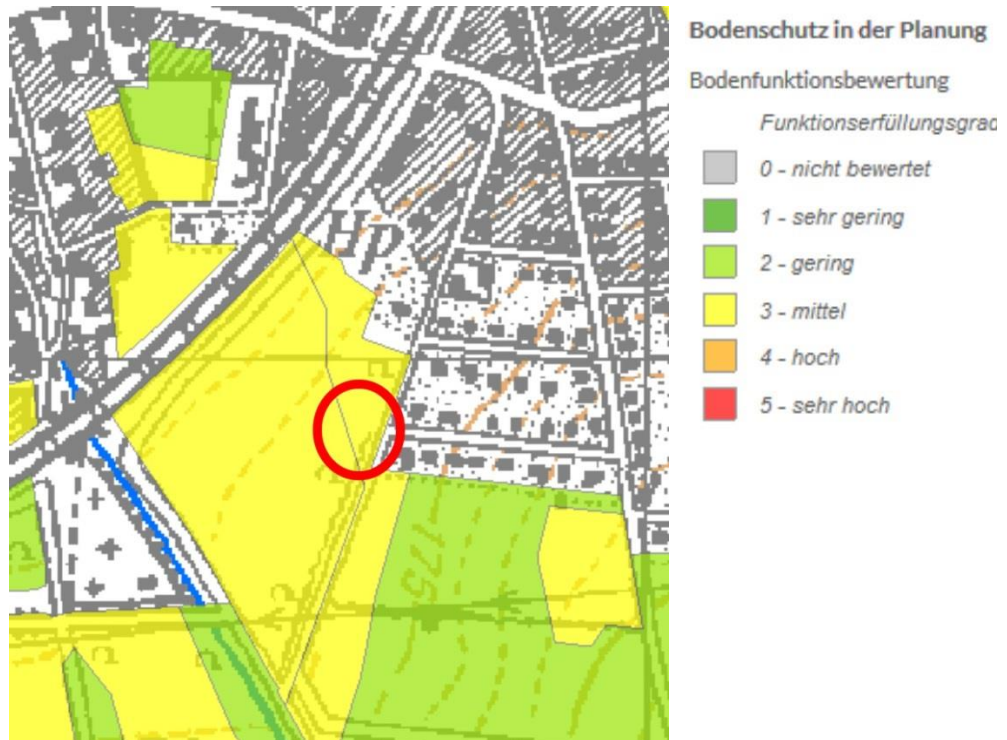 Bodenschutz in der Planung
Bodenfunktionsbewertung
Funktionserfüllungsgrad
0 - nicht bewertet
1 - sehr gering
2 - gering
3 - mittel
4 - hoch
5 - sehr hoch
Hp
175